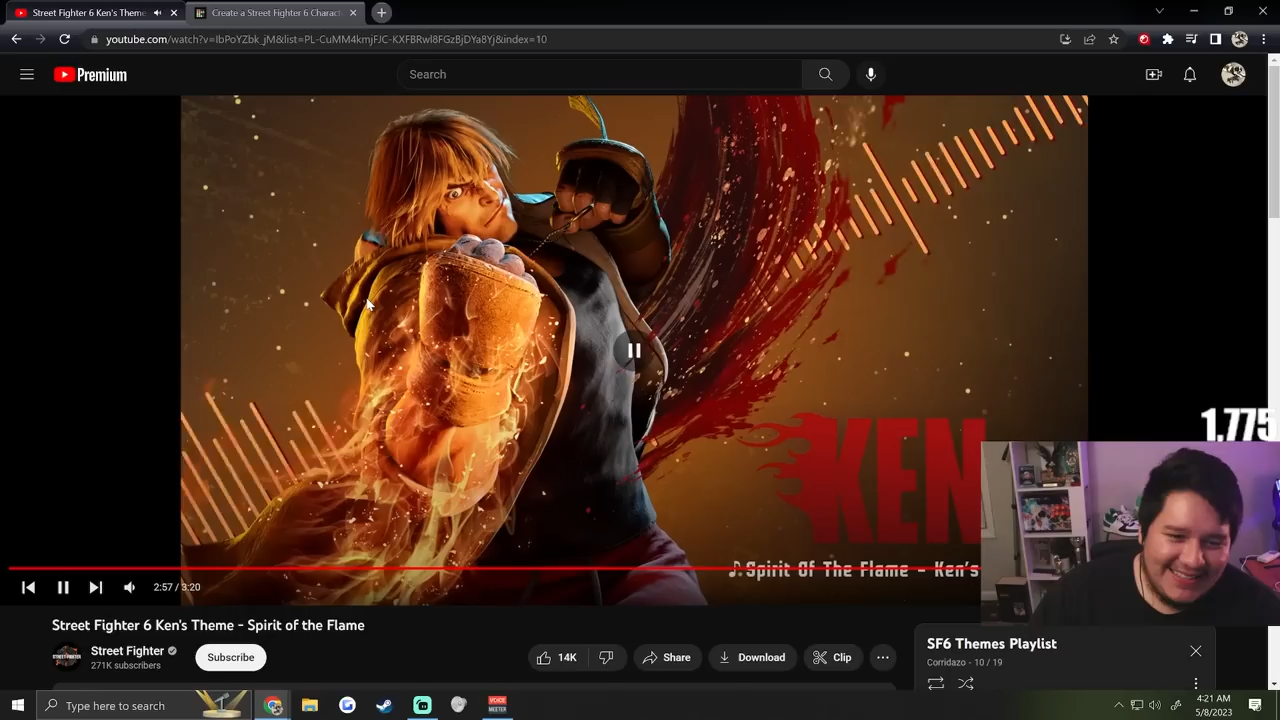 Street Fighter 6 Ken's Theme
Create a Street Fighter 6 Charact
youtube.com/watch?v=IbPoYZbk_jM&list=PL-CuMM4kmjFJC-KXFBRwl8FGzBjDYa8Yj&index=10
Premium
Search
1,775
KEN
♪:Spirit Of The Flame - Ken's
2:57 / 3:20
Street Fighter 6 Ken's Theme - Spirit of the Flame
Street Fighter
271K subscribers
Subscribe
14K
Share
Download
Clip
SF6 Themes Playlist
Corridazo - 10 / 19
Type here to search
VOICE
MEETER
4:21 AM
5/8/2023